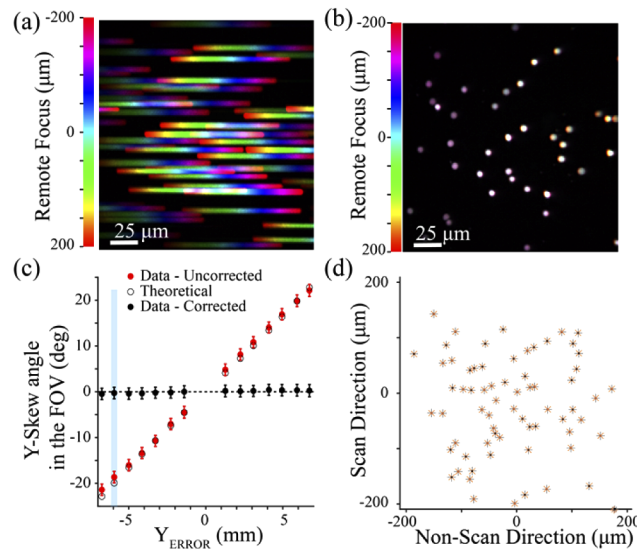 (a)
-200
0
200
Remote Focus (μm)
25 μm
(b)
-200
0
200
Remote Focus (μm)
25 μm
(c)
Data - Uncorrected
Theoretical
Data - Corrected
20
10
0
-10
-20
Y-Skew angle
in the FOV (deg)
-5
0
5
YERROR (mm)
(d)
200
0
-200
Scan Direction (μm)
-200
0
200
Non-Scan Direction (μm)